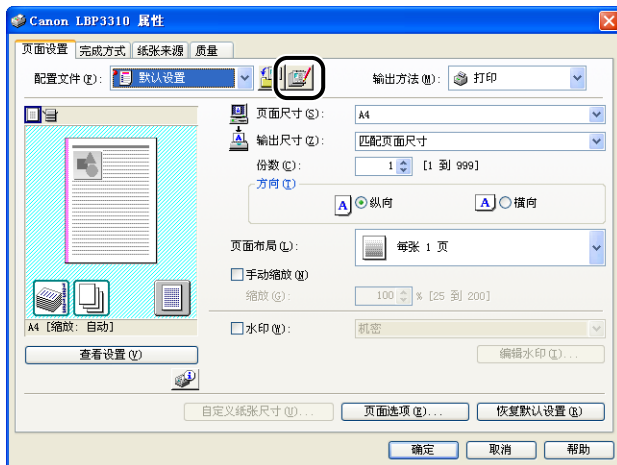 Canon LBP3310 属性
页面设置 完成方式 纸张来源 质量
配置文件(F): 默认设置 输出方法(M): 打印
页面尺寸(S): A4
输出尺寸(Z): 匹配页面尺寸
份数(C): 1 [1 到 999]
方向(T)
A 纵向 A 横向
页面布局(L): 每张 1 页
手动缩放(N)
缩放(G): 100 % [25 到 200]
A4 [缩放: 自动]
水印(W): 机密
查看设置(V) 编辑水印(I)...
自定义纸张尺寸(U)... 页面选项(E)... 恢复默认设置(R)
确定 取消 帮助